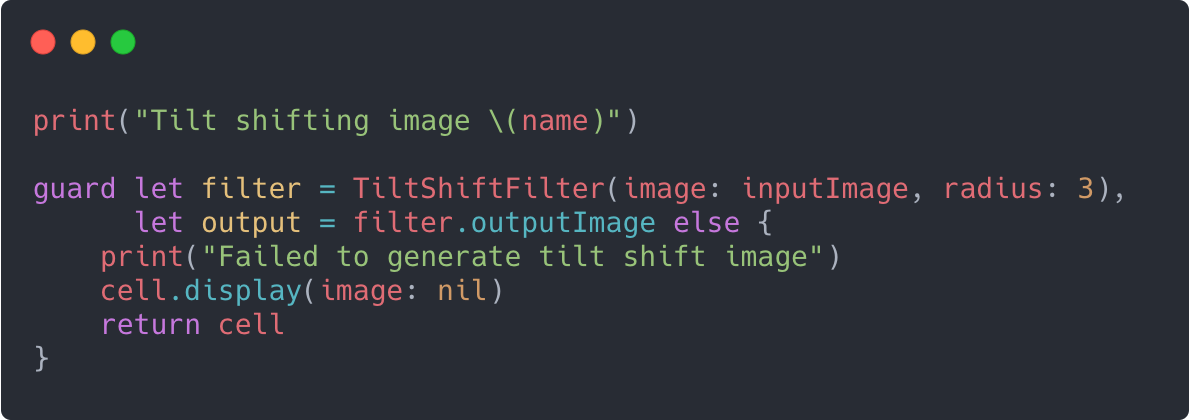 print("Tilt shifting image \(name)")
guard let filter = TiltShiftFilter(image: inputImage, radius: 3),
      let output = filter.outputImage else {
    print("Failed to generate tilt shift image")
    cell.display(image: nil)
    return cell
}